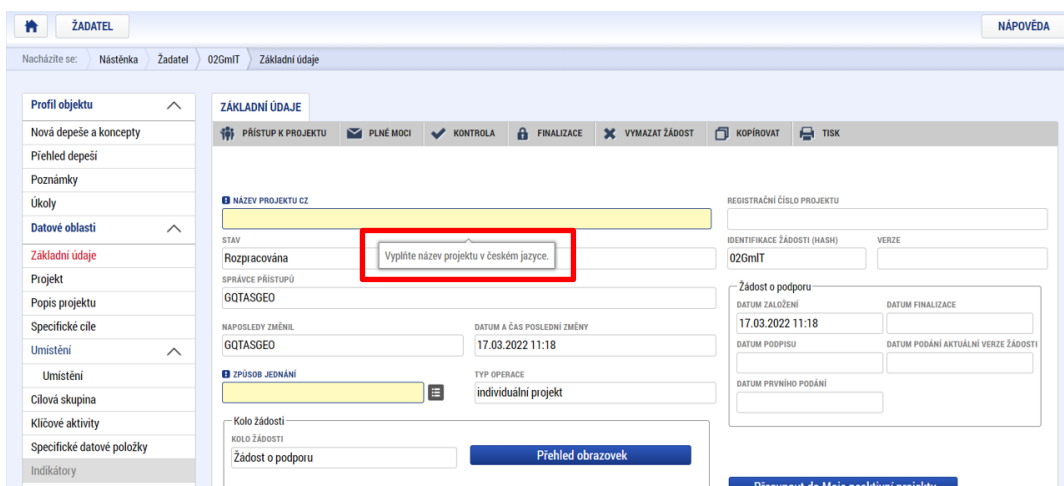 ŽADATEL
NÁPOVĚDA
Nacházíte se: Nástěnka Žadatel 02GmlT Základní údaje
Profil objektu
Nová depeše a koncepty
Přehled depeší
Poznámky
Úkoly
Datové oblasti
Základní údaje
Projekt
Popis projektu
Specifické cíle
Umístění
Umístění
Cílová skupina
Klíčové aktivity
Specifické datové položky
Indikátory
ZÁKLADNÍ ÚDAJE
PŘÍSTUP K PROJEKTU PLNÉ MOCI KONTROLA FINALIZACE VYMAZAT ŽÁDOST KOPÍROVAT TISK
NÁZEV PROJEKTU CZ
STAV
Rozpracována
Vyplňte název projektu v českém jazyce.
SPRÁVCE PŘÍSTUPŮ
GQTASGEO
NAPOSLEDY ZMĚNIL
GQTASGEO
DATUM A ČAS POSLEDNÍ ZMĚNY
17.03.2022 11:18
ZPŮSOB JEDNÁNÍ
TYP OPERACE
individuální projekt
Kolo žádosti
KOLO ŽÁDOSTI
Žádost o podporu
Přehled obrazovek
REGISTRAČNÍ ČÍSLO PROJEKTU
IDENTIFIKACE ŽÁDOSTI (HASH)
02GmlT
VERZE
Žádost o podporu
DATUM ZALOŽENÍ
17.03.2022 11:18
DATUM FINALIZACE
DATUM PODPISU
DATUM PODÁNÍ AKTUÁLNÍ VERZE ŽÁDOSTI
DATUM PRVNÍHO PODÁNÍ